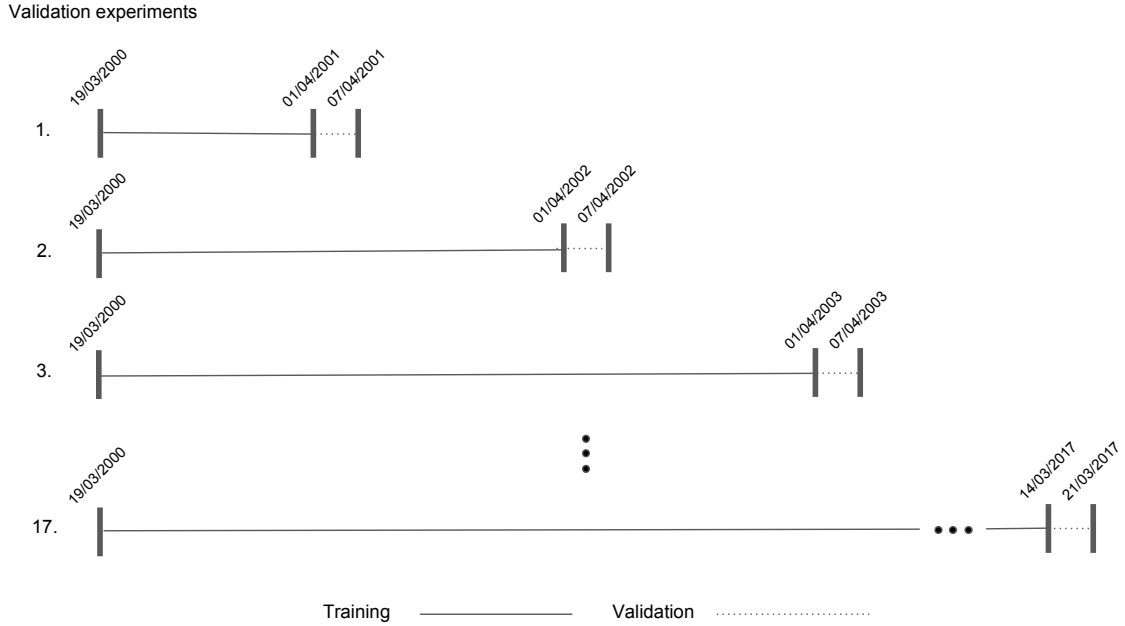 Validation experiments
19/03/2000 01/04/2001 07/04/2001
1.
19/03/2000 01/04/2002 07/04/2002
2.
19/03/2000 01/04/2003 07/04/2003
3.
19/03/2000 14/03/2017 21/03/2017
17.
Training Validation